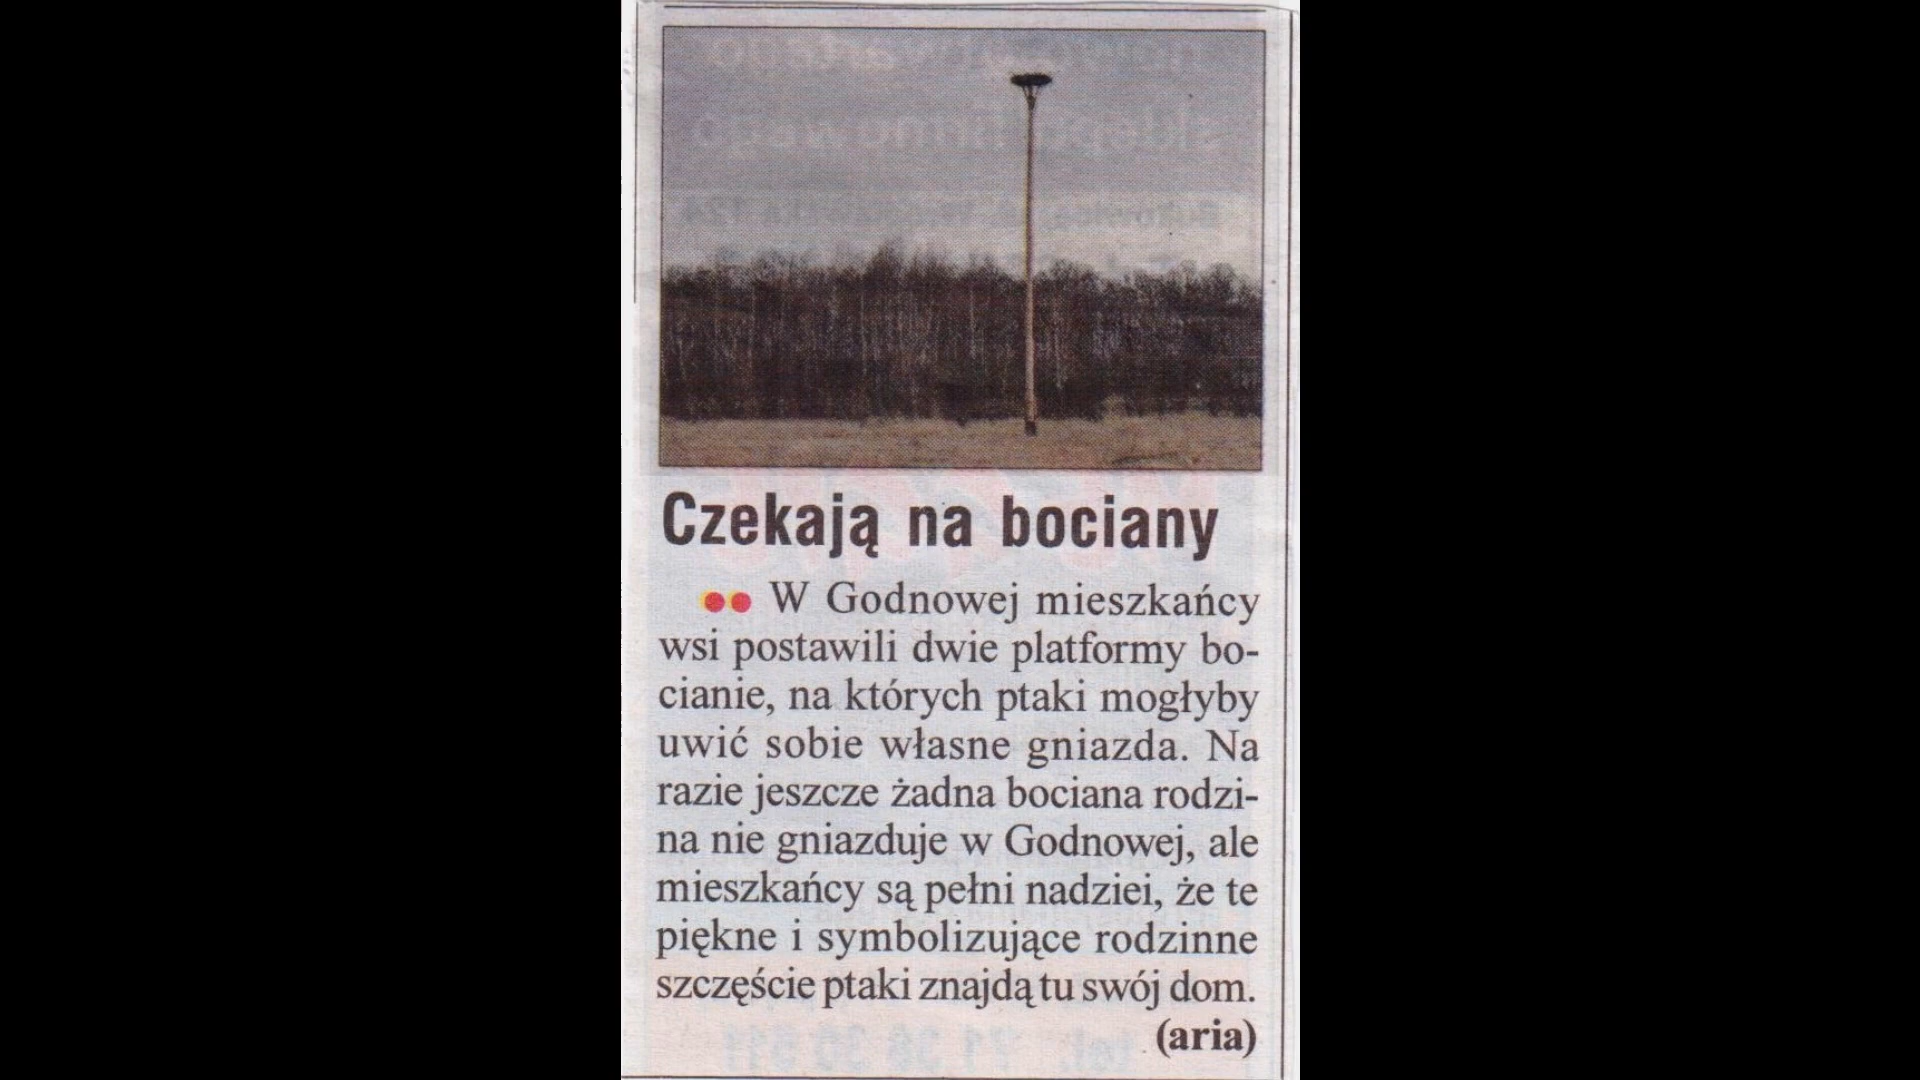 Czekają na bociany
W Godnowej mieszkańcy
wsi postawili dwie platformy bo-
cianie, na których ptaki mogłyby
uwić sobie własne gniazda. Na
razie jeszcze żadna bociana rodzi-
na nie gniazduje w Godnowej, ale
mieszkańcy są pełni nadziei, że te
piękne i symbolizujące rodzinne
szczęście ptaki znajdą tu swój dom.
(aria)